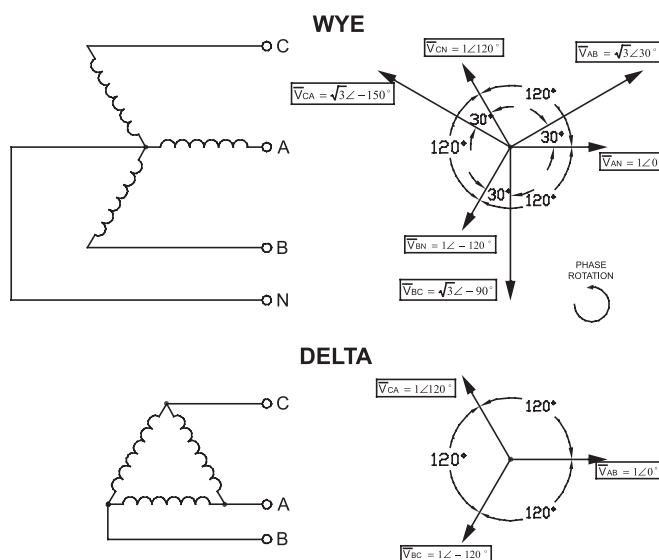 WYE
C
A
B
N
V̅CN = 1∠120°
V̅AB = √3∠30°
V̅CA = √3∠-150°
120°
30°
120°
30°
V̅AN = 1∠0
30°
120°
V̅BN = 1∠-120°
V̅BC = √3∠-90°
PHASE
ROTATION
DELTA
C
A
B
V̅CA = 1∠120°
120°
120°
V̅AB = 1∠0°
120°
V̅BC = 1∠-120°